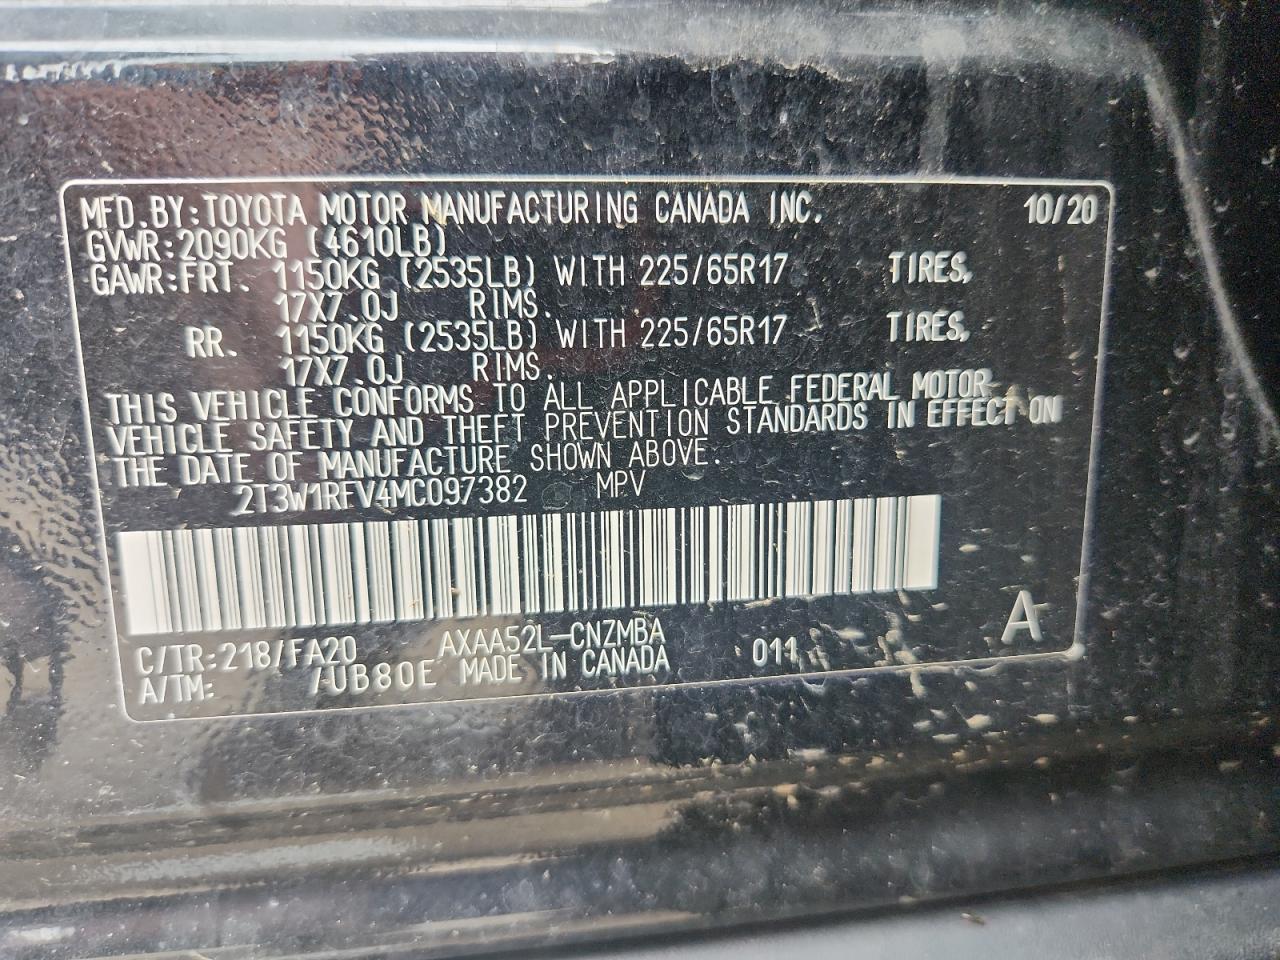 MFD.BY:TOYOTA MOTOR MANUFACTURING CANADA INC. 10/20
GVWR:2090KG (4610LB)
GAWR:FRT. 1150KG (2535LB) WITH 225/65R17 TIRES,
17X7.0J RIMS.
RR. 1150KG (2535LB) WITH 225/65R17 TIRES,
17X7.0J RIMS.
THIS VEHICLE CONFORMS TO ALL APPLICABLE FEDERAL MOTOR
VEHICLE SAFETY AND THEFT PREVENTION STANDARDS IN EFFECT ON
THE DATE OF MANUFACTURE SHOWN ABOVE.
2T3W1RFV4MC097382 MPV
C/TR:218/FA20 AXAA52L-CNZMBA 011 A
A/TM: /UB80E MADE IN CANADA